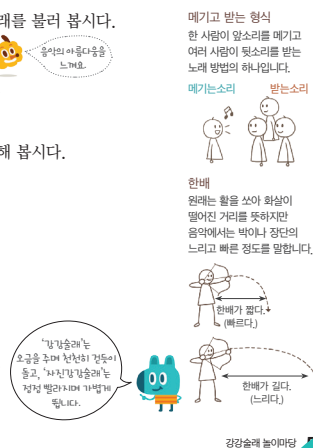 래를 불러 봅시다.
음악의 아름다움을
느껴요.
해 봅시다.
메기고 받는 형식
한 사람이 앞소리를 메기고
여러 사람이 뒷소리를 받는
노래 방법의 하나입니다.
메기는소리 받는소리
한배
원래는 활을 쏘아 화살이
떨어진 거리를 뜻하지만
음악에서는 박이나 장단의
느리고 빠른 정도를 말합니다.
한배가 짧다.
(빠르다.)
한배가 길다.
(느리다.)
‘강강술래’는
오금을 주며 천천히 걷듯이
돌고, ‘자진강강술래’는
점점 빨라지며 가볍게
뜁니다.
강강술래 놀이마당